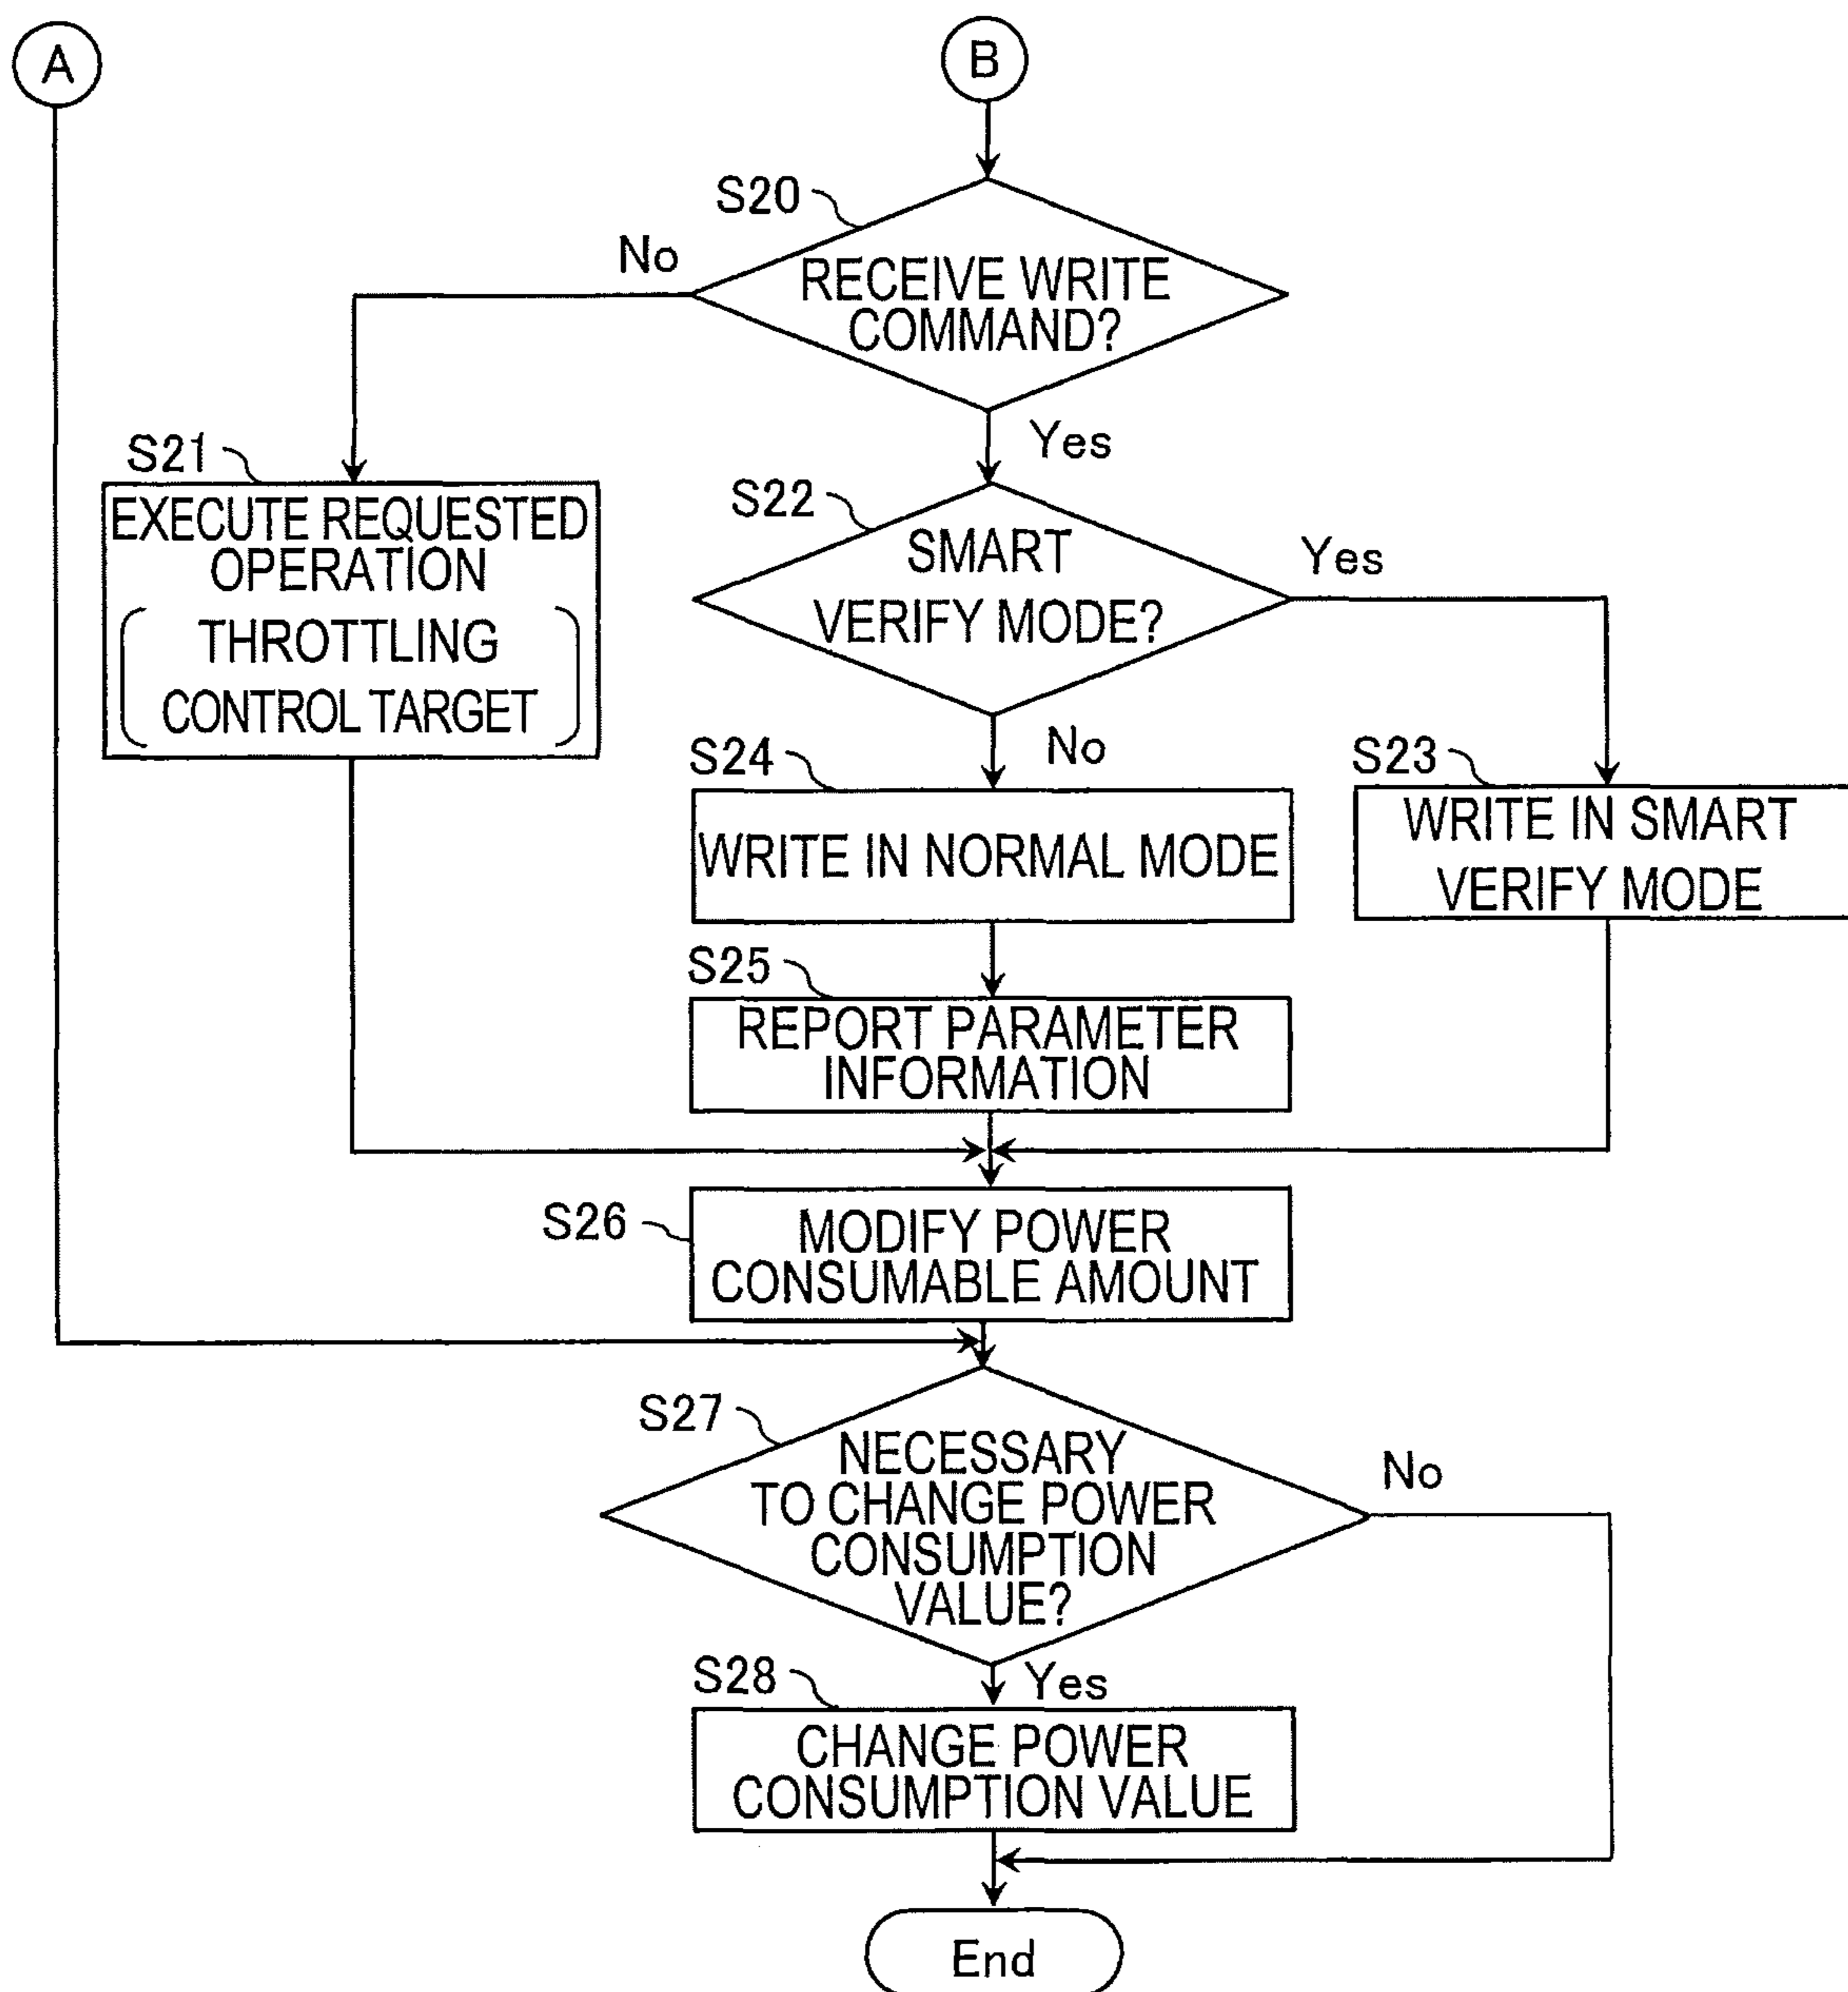 A
B
S20
No
RECEIVE WRITE
COMMAND?
Yes
S21
EXECUTE REQUESTED
OPERATION
THROTTLING
CONTROL TARGET
S22
SMART
VERIFY MODE?
Yes
No
S24
WRITE IN NORMAL MODE
S23
WRITE IN SMART
VERIFY MODE
S25
REPORT PARAMETER
INFORMATION
S26
MODIFY POWER
CONSUMABLE AMOUNT
S27
NECESSARY
TO CHANGE POWER
CONSUMPTION
VALUE?
No
Yes
S28
CHANGE POWER
CONSUMPTION VALUE
End